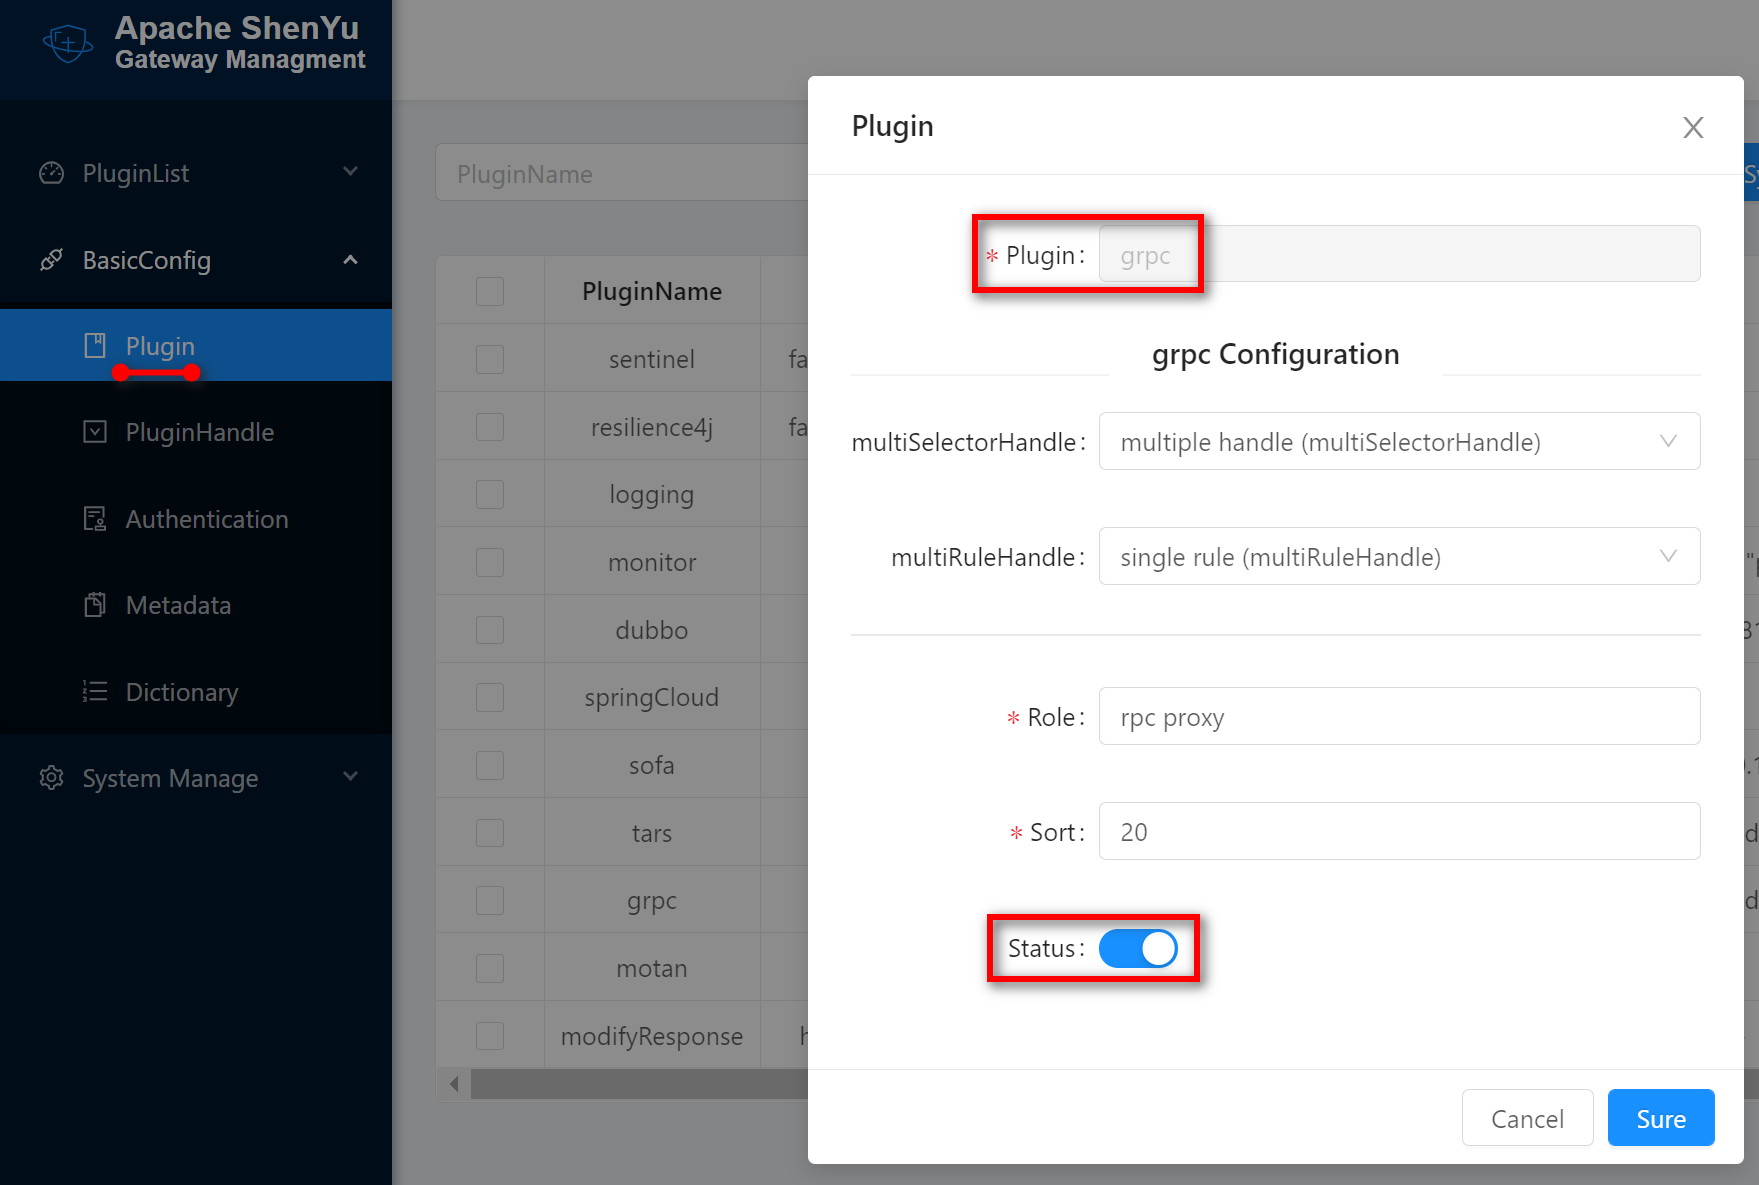 Apache ShenYu
Gateway Managment
PluginList
BasicConfig
Plugin
PluginHandle
Authentication
Metadata
Dictionary
System Manage
PluginName
PluginName
sentinel
resilience4j
logging
monitor
dubbo
springCloud
sofa
tars
grpc
motan
modifyResponse
Plugin
* Plugin: grpc
grpc Configuration
multiSelectorHandle: multiple handle (multiSelectorHandle)
multiRuleHandle: single rule (multiRuleHandle)
* Role: rpc proxy
* Sort: 20
Status:
Cancel Sure